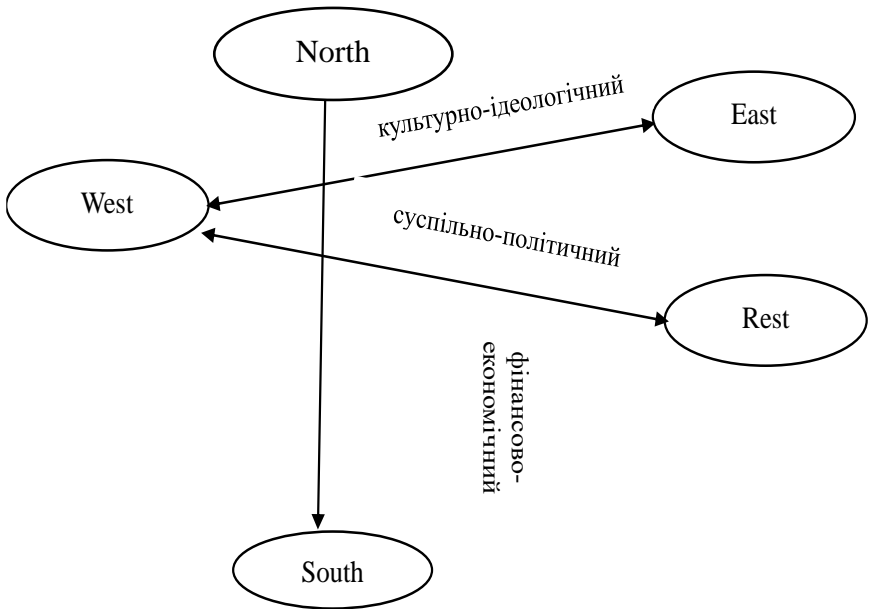 North
культурно-ідеологічний
East
West
суспільно-політичний
Rest
фінансово-
економічний
South